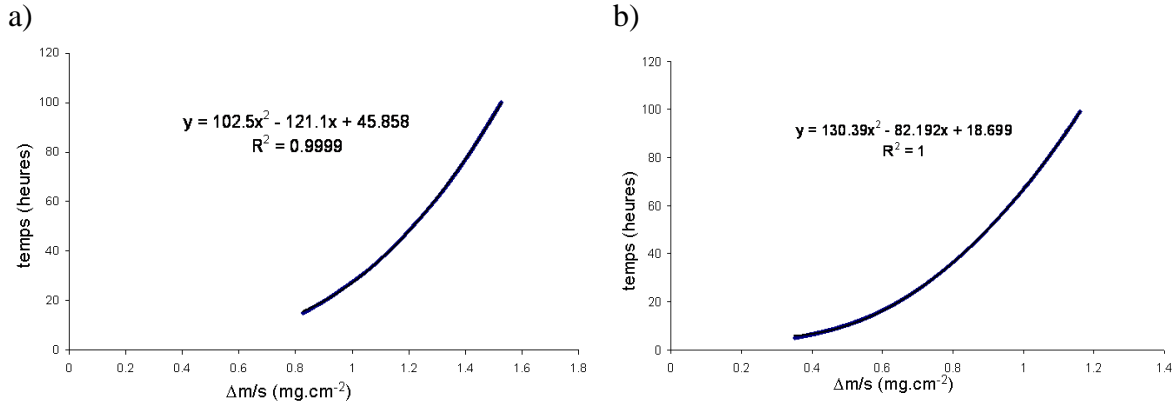 a)
120
100
80
60
40
20
0
temps (heures)
y = 102.5x² - 121.1x + 45.858
R² = 0.9999
0 0.2 0.4 0.6 0.8 1 1.2 1.4 1.6 1.8
Δm/s (mg.cm⁻²)
b)
120
100
80
60
40
20
0
temps (heures)
y = 130.39x² - 82.192x + 18.699
R² = 1
0 0.2 0.4 0.6 0.8 1 1.2 1.4
Δm/s (mg.cm⁻²)